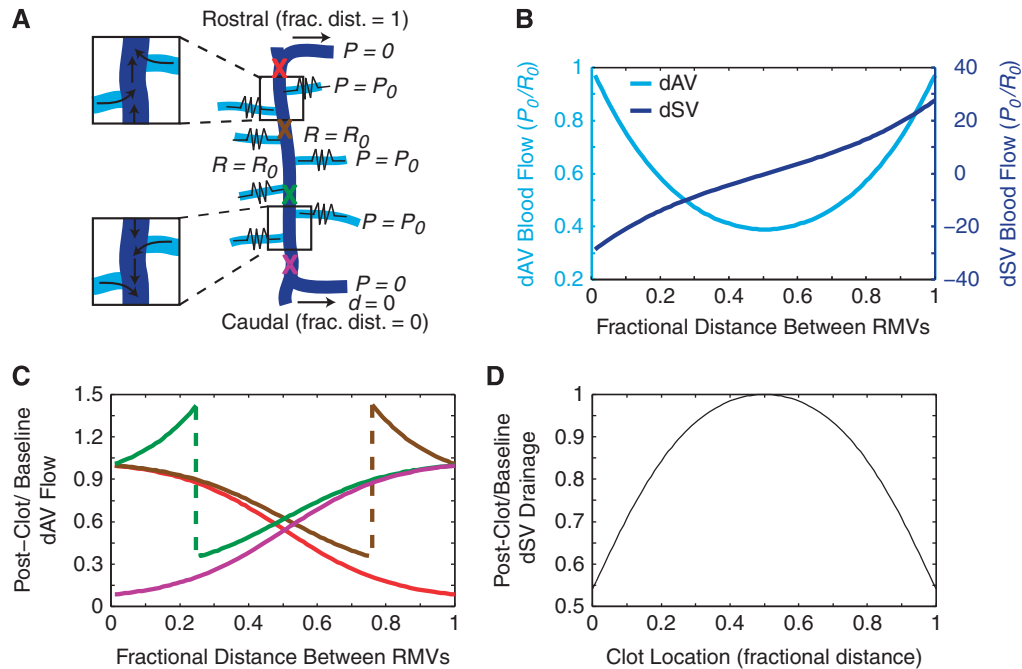 A
Rostral (frac. dist. = 1)
P = 0
P = P0
R = R0
P = P0
R = R0
P = P0
P = 0
d = 0
Caudal (frac. dist. = 0)
B
dAV Blood Flow (P0/R0)
1
0.8
0.6
0.4
0.2
dAV
dSV
40
20
0
−20
−40
dSV Blood Flow (P0/R0)
0 0.2 0.4 0.6 0.8 1
Fractional Distance Between RMVs
C
Post–Clot/ Baseline
dAV Flow
1.5
1.2
0.9
0.6
0.3
0
0 0.2 0.4 0.6 0.8 1
Fractional Distance Between RMVs
D
Post-Clot/Baseline
dSV Drainage
1
0.9
0.8
0.7
0.6
0.5
0 0.2 0.4 0.6 0.8 1
Clot Location (fractional distance)